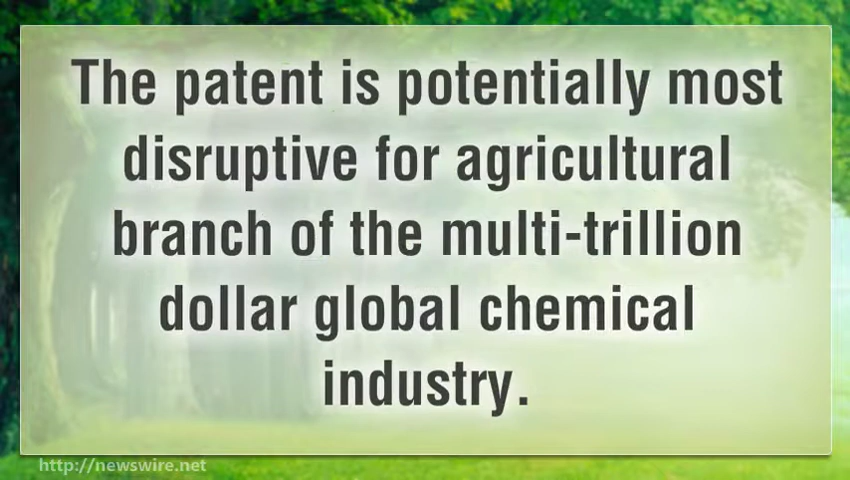 The patent is potentially most
disruptive for agricultural
branch of the multi-trillion
dollar global chemical
industry.
http://newswire.net